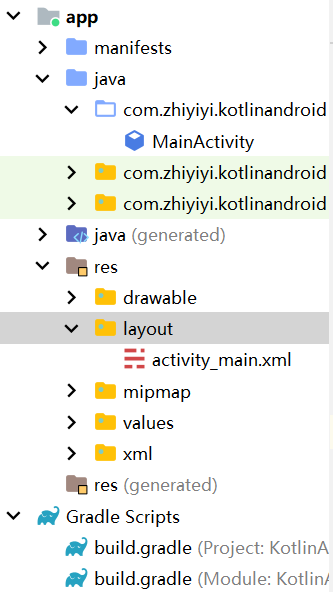 app
manifests
java
com.zhiyiyi.kotlinandroid
MainActivity
com.zhiyiyi.kotlinandroid
com.zhiyiyi.kotlinandroid
java (generated)
res
drawable
layout
activity_main.xml
mipmap
values
xml
res (generated)
Gradle Scripts
build.gradle (Project: KotlinA
build.gradle (Module: KotlinA